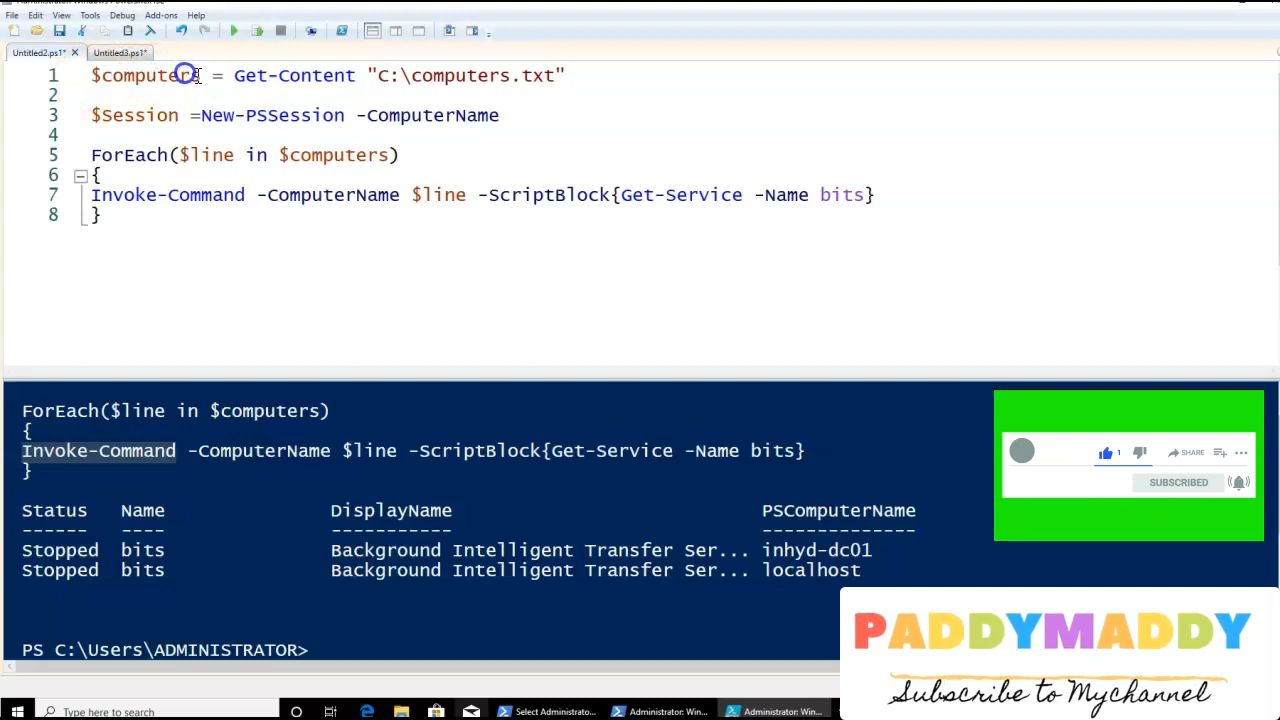 File Edit View Tools Debug Add-ons Help
Untitled2.ps1* X Untitled3.ps1*
1 $computers = Get-Content "C:\computers.txt"
2
3 $Session =New-PSSession -ComputerName
4
5 ForEach($line in $computers)
6 {
7 Invoke-Command -ComputerName $line -ScriptBlock{Get-Service -Name bits}
8 }
ForEach($line in $computers)
{
Invoke-Command -ComputerName $line -ScriptBlock{Get-Service -Name bits}
}
1 SHARE
SUBSCRIBED
Status Name DisplayName PSComputerName
------ ---- ----------- --------------
Stopped bits Background Intelligent Transfer Ser... inhyd-dc01
Stopped bits Background Intelligent Transfer Ser... localhost
PS C:\Users\ADMINISTRATOR>
PADDYMADDY
Subscribe to Mychannel
Type here to search Select Administrato... Administrator: Win... Administrator: Win...